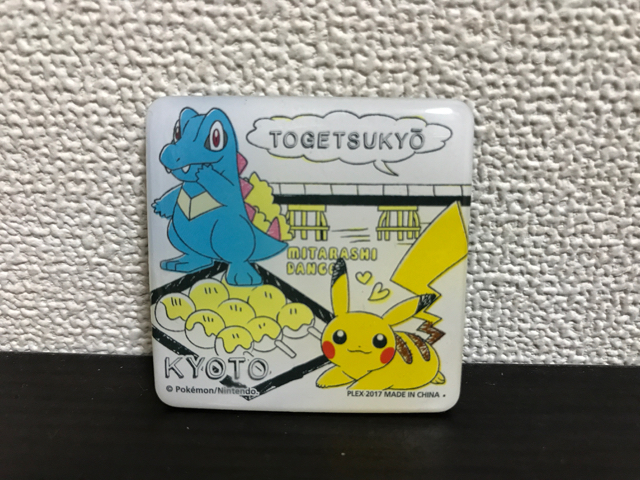 TOGETSUKYŌ
MITARASHI
DANGO
KYOTO
© Pokémon/Nintendo.
PLEX-2017 MADE IN CHINA